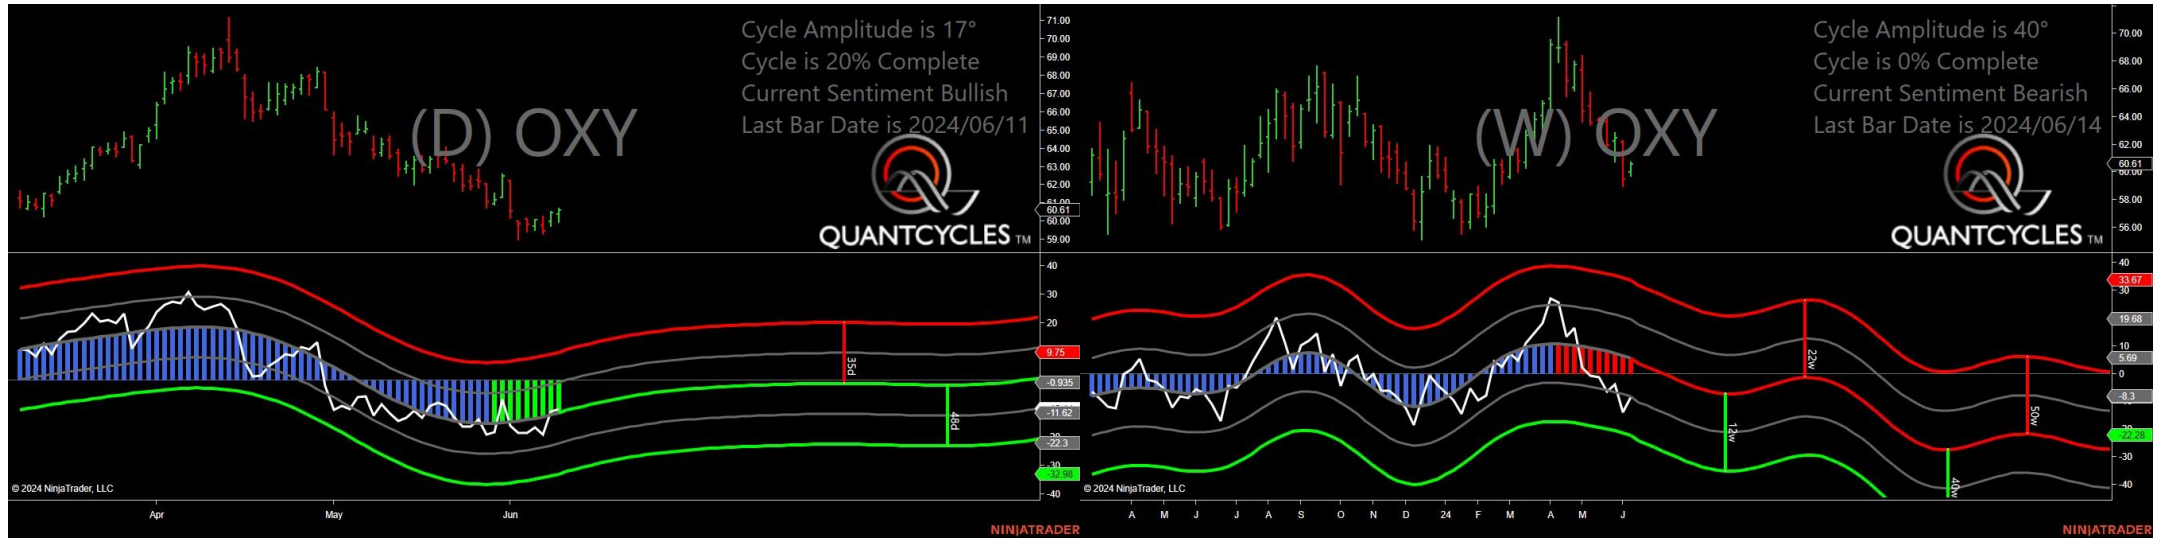 Cycle Amplitude is 17°
Cycle is 20% Complete
Current Sentiment Bullish
Last Bar Date is 2024/06/11
(D) OXY
QUANTCYCLES TM
71.00
70.00
69.00
68.00
67.00
66.00
65.00
64.00
63.00
62.00
61.00
60.61
60.00
59.00
40
30
20
9.75
-0.935
-11.62
-22.3
-30
-32.98
-40
35d
48d
© 2024 NinjaTrader, LLC
Apr
May
Jun
NINJATRADER
Cycle Amplitude is 40°
Cycle is 0% Complete
Current Sentiment Bearish
Last Bar Date is 2024/06/14
(W) OXY
QUANTCYCLES TM
70.00
68.00
66.00
64.00
62.00
60.61
60.00
58.00
56.00
40
33.67
30
19.68
10
5.69
0
-8.3
-20
-22.28
-30
-40
22w
12w
50w
40w
© 2024 NinjaTrader, LLC
A M J J A S O N D 24 F M A M J
NINJATRADER